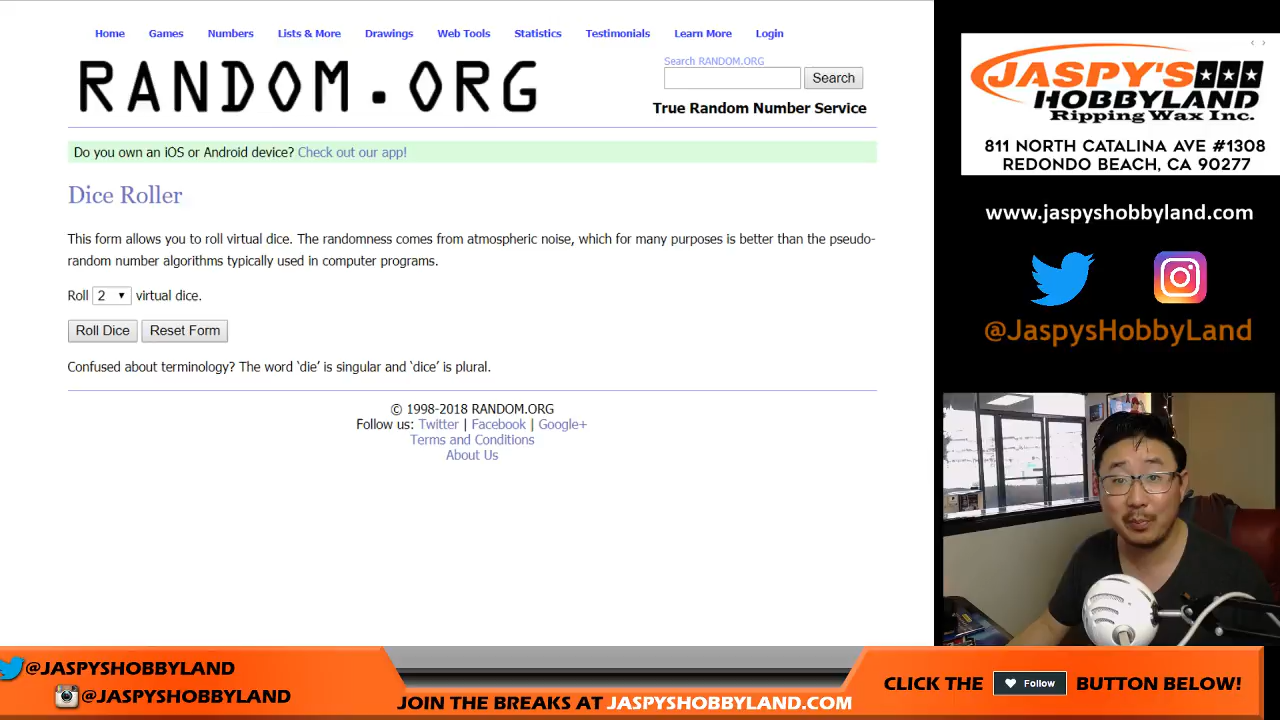 Home Games Numbers Lists & More Drawings Web Tools Statistics Testimonials Learn More Login
RANDOM.ORG
Search RANDOM.ORG
Search
True Random Number Service
Do you own an iOS or Android device? Check out our app!
Dice Roller
This form allows you to roll virtual dice. The randomness comes from atmospheric noise, which for many purposes is better than the pseudo-
random number algorithms typically used in computer programs.
Roll 2 virtual dice.
Roll Dice Reset Form
Confused about terminology? The word ‘die’ is singular and ‘dice’ is plural.
© 1998-2018 RANDOM.ORG
Follow us: Twitter | Facebook | Google+
Terms and Conditions
About Us
JASPY'S
HOBBYLAND
Ripping Wax Inc.
811 NORTH CATALINA AVE #1308
REDONDO BEACH, CA 90277
www.jaspyshobbyland.com
@JaspysHobbyLand
@JASPYSHOBBYLAND
@JASPYSHOBBYLAND
JOIN THE BREAKS AT JASPYSHOBBYLAND.COM
CLICK THE Follow BUTTON BELOW!